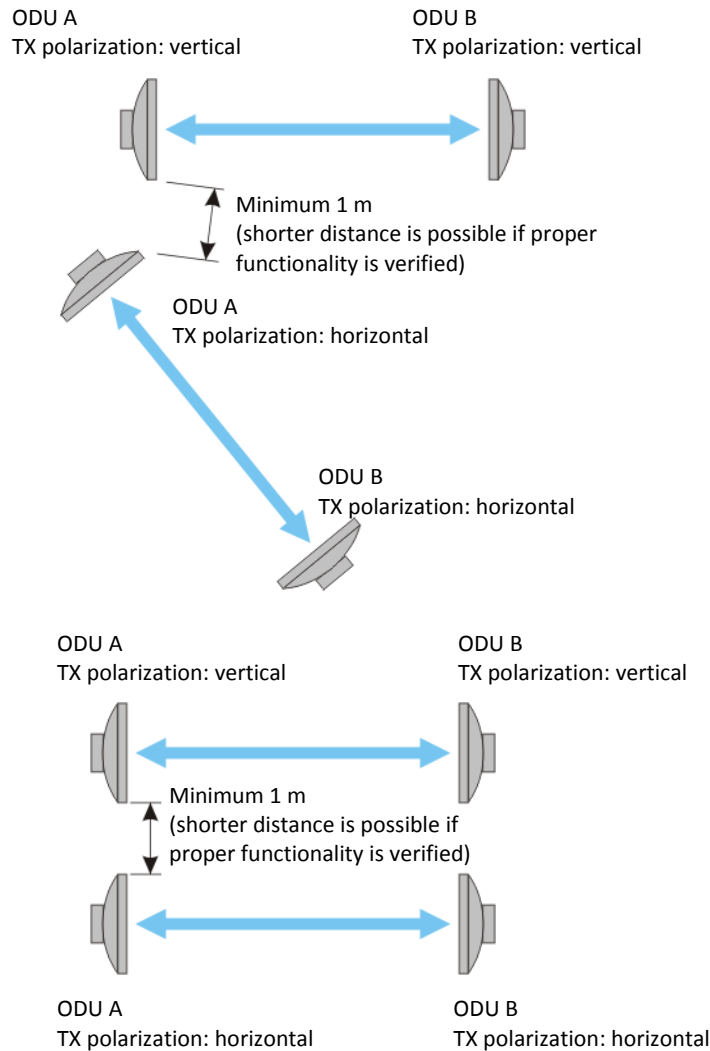 ODU A
TX polarization: vertical
ODU B
TX polarization: vertical
Minimum 1 m
(shorter distance is possible if proper
functionality is verified)
ODU A
TX polarization: horizontal
ODU B
TX polarization: horizontal
ODU A
TX polarization: vertical
ODU B
TX polarization: vertical
Minimum 1 m
(shorter distance is possible if
proper functionality is verified)
ODU A
TX polarization: horizontal
ODU B
TX polarization: horizontal